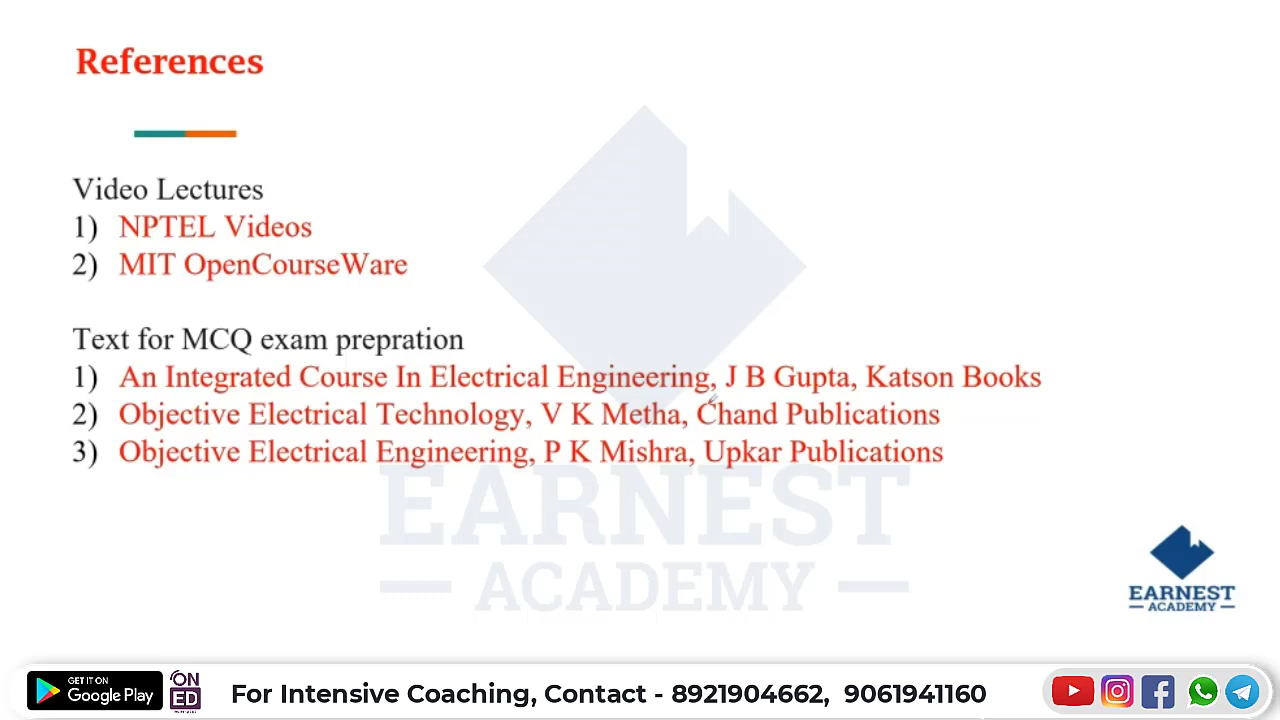 References
Video Lectures
1) NPTEL Videos
2) MIT OpenCourseWare
Text for MCQ exam prepration
1) An Integrated Course In Electrical Engineering, J B Gupta, Katson Books
2) Objective Electrical Technology, V K Metha, Chand Publications
3) Objective Electrical Engineering, P K Mishra, Upkar Publications
EARNEST
ACADEMY
EARNEST
ACADEMY
GET IT ON
Google Play
ON
ED
For Intensive Coaching, Contact - 8921904662, 9061941160